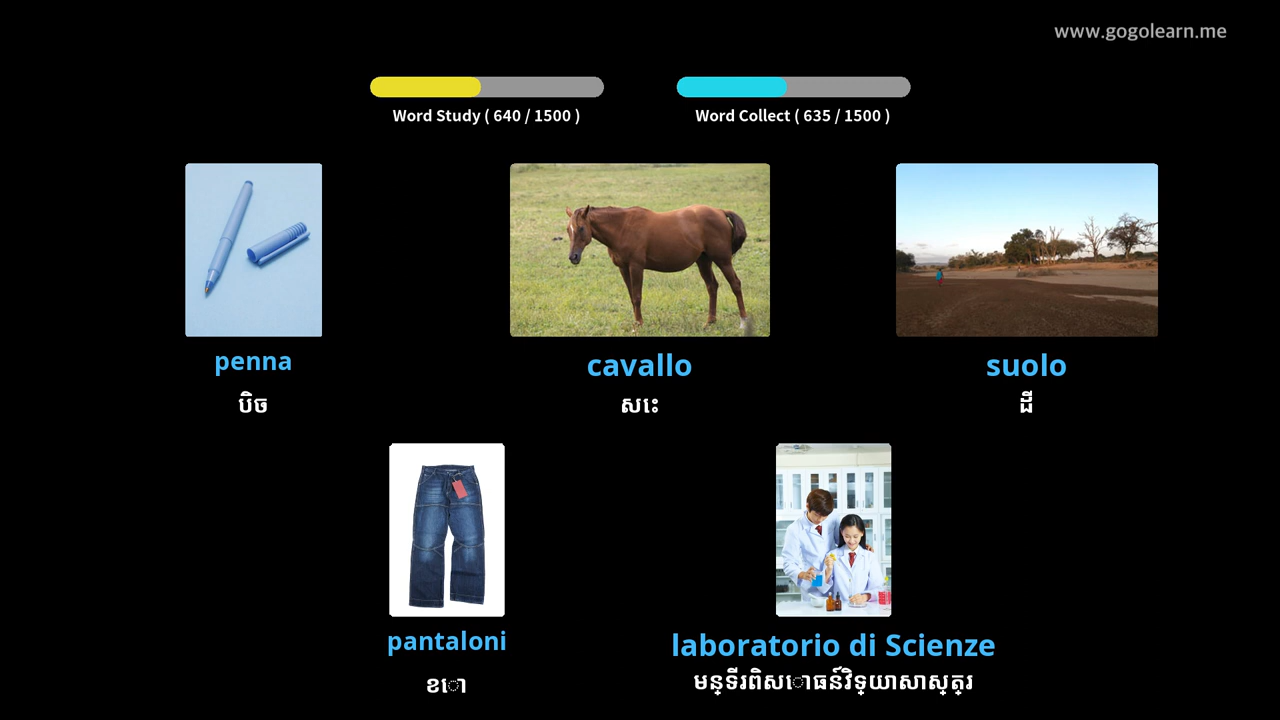 www.gogolearn.me
Word Study ( 640 / 1500 )
Word Collect ( 635 / 1500 )
penna
cavallo
suolo
ប៊ិច
សេះ
ដី
pantaloni
laboratorio di Scienze
ខោ
មន្ទីរពិសោធន៍វិទ្យាសាស្ត្រ